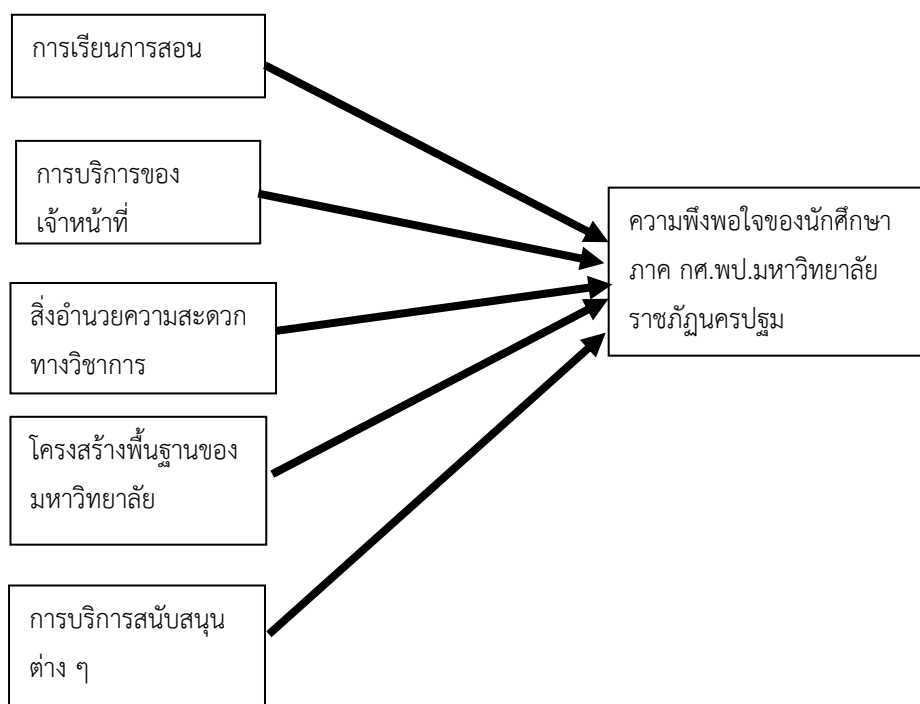 การเรียนการสอน
การบริการของ
เจ้าหน้าที่
สิ่งอำนวยความสะดวก
ทางวิชาการ
โครงสร้างพื้นฐานของ
มหาวิทยาลัย
การบริการสนับสนุน
ต่าง ๆ
ความพึงพอใจของนักศึกษา
ภาค กศ.พป.มหาวิทยาลัย
ราชภัฏนครปฐม